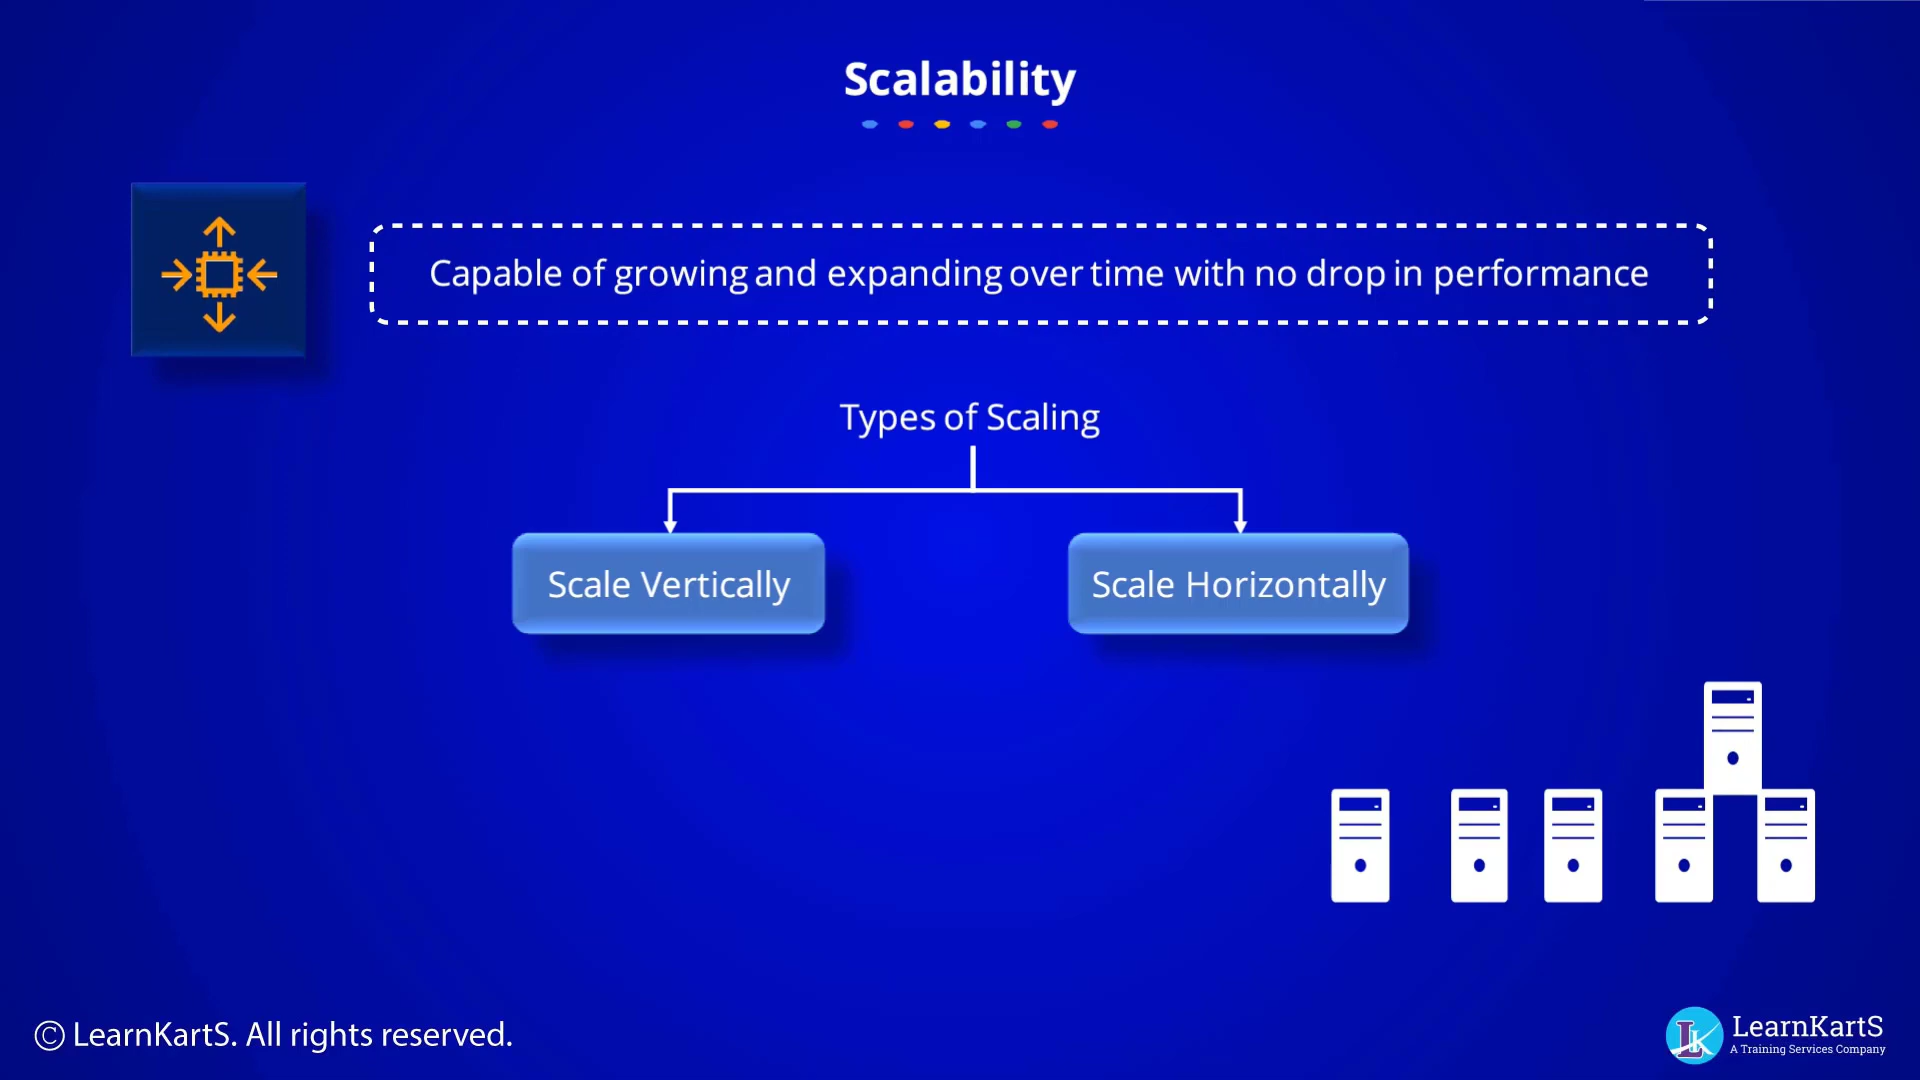 Scalability
Capable of growing and expanding over time with no drop in performance
Types of Scaling
Scale Vertically
Scale Horizontally
© LearnKartS. All rights reserved.
LK
LearnKartS
A Training Services Company